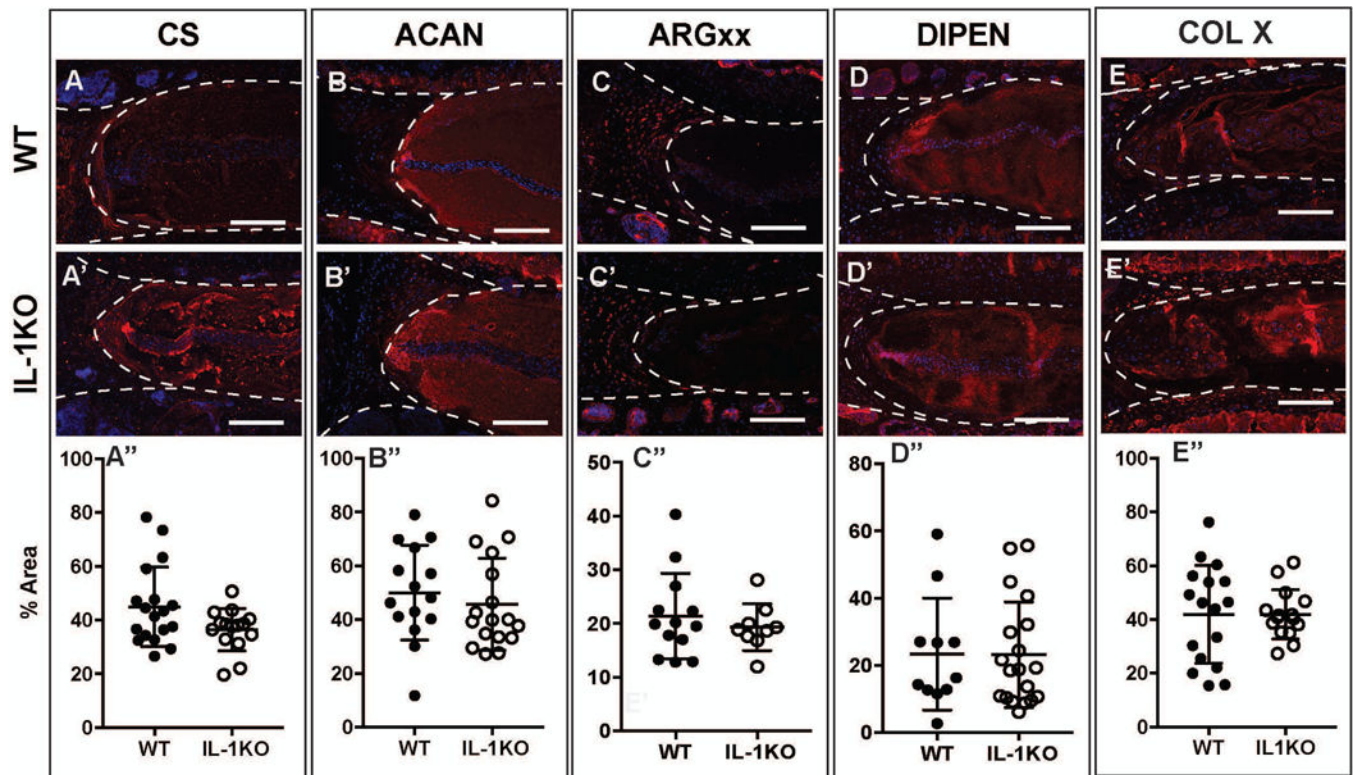 CS ACAN ARGxx DIPEN COL X
WT
A B C D E
IL-1KO
A' B' C' D' E'
% Area
A” B” C” D” E”
100 100 50 80 100
80 80 40 60 80
60 60 30 40 60
40 40 20 20 40
20 20 10 0 20
0 0 0 0
E'
WT IL-1KO WT IL-1KO WT IL-1KO WT IL-1KO WT IL1KO